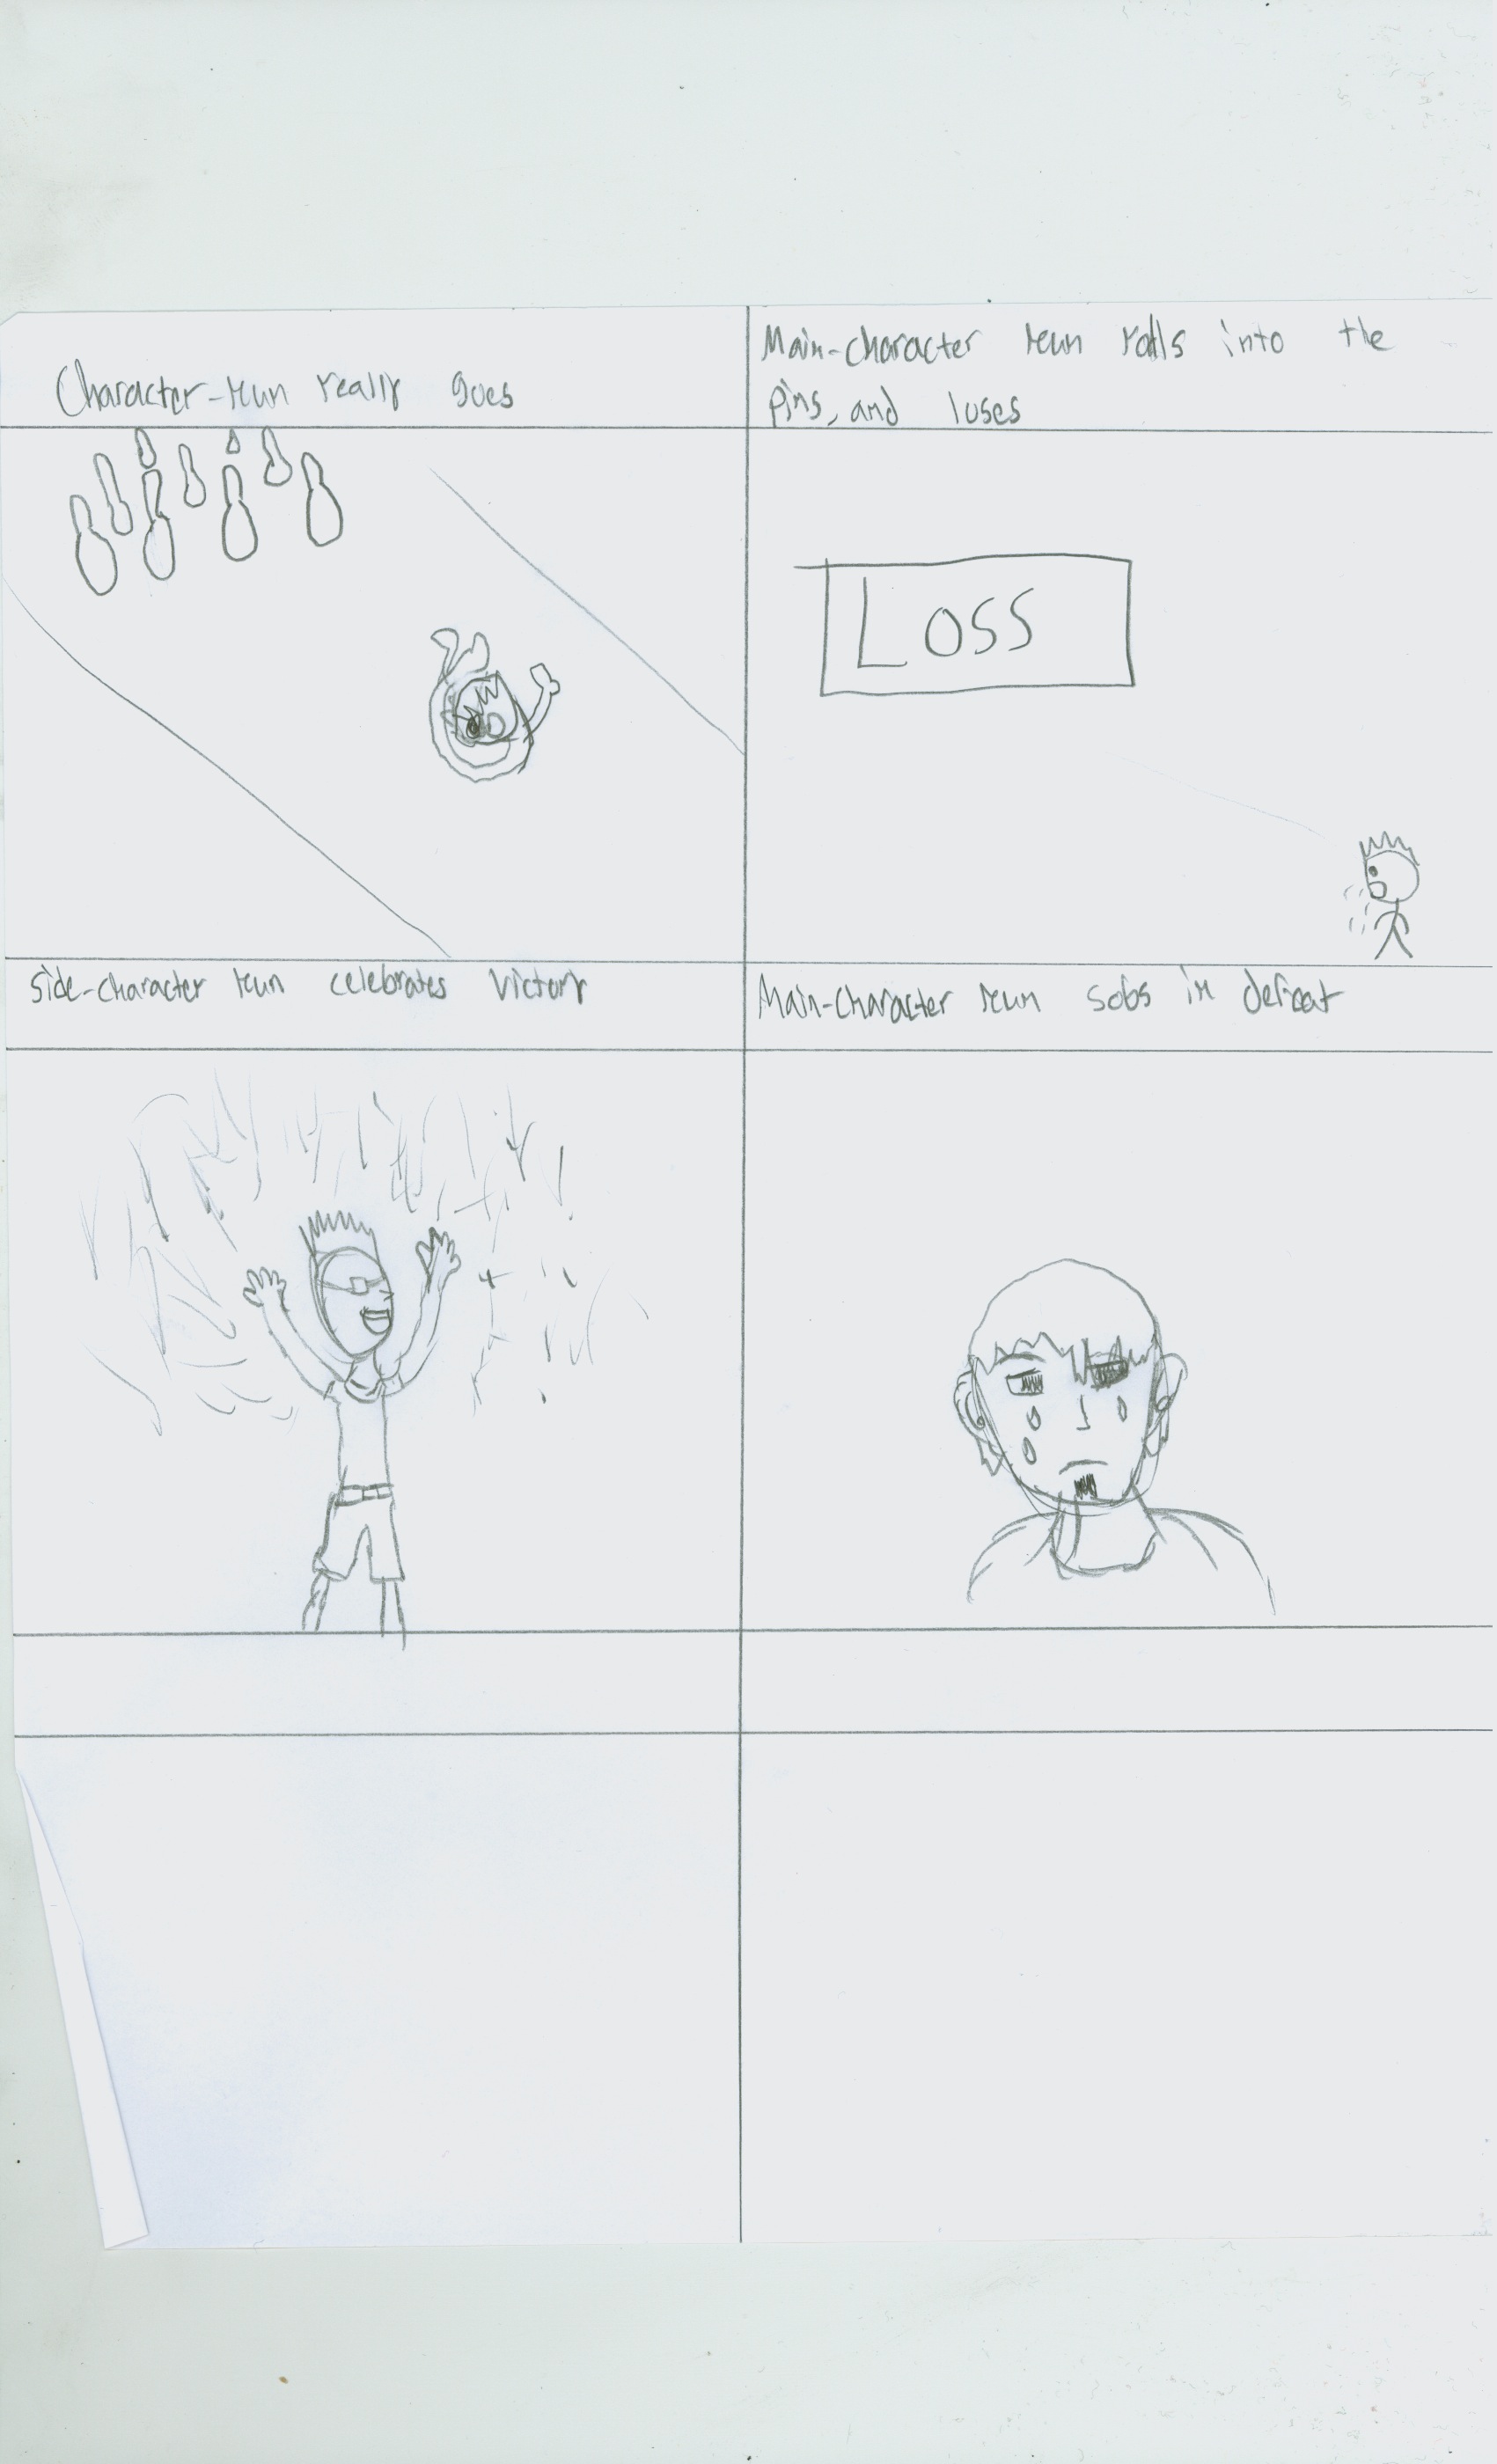 Character-kun really goes
Main-character kun rolls into the
pins, and loses
LOSS
Side-character kun celebrates victory
Main-character kun sobs in defeat